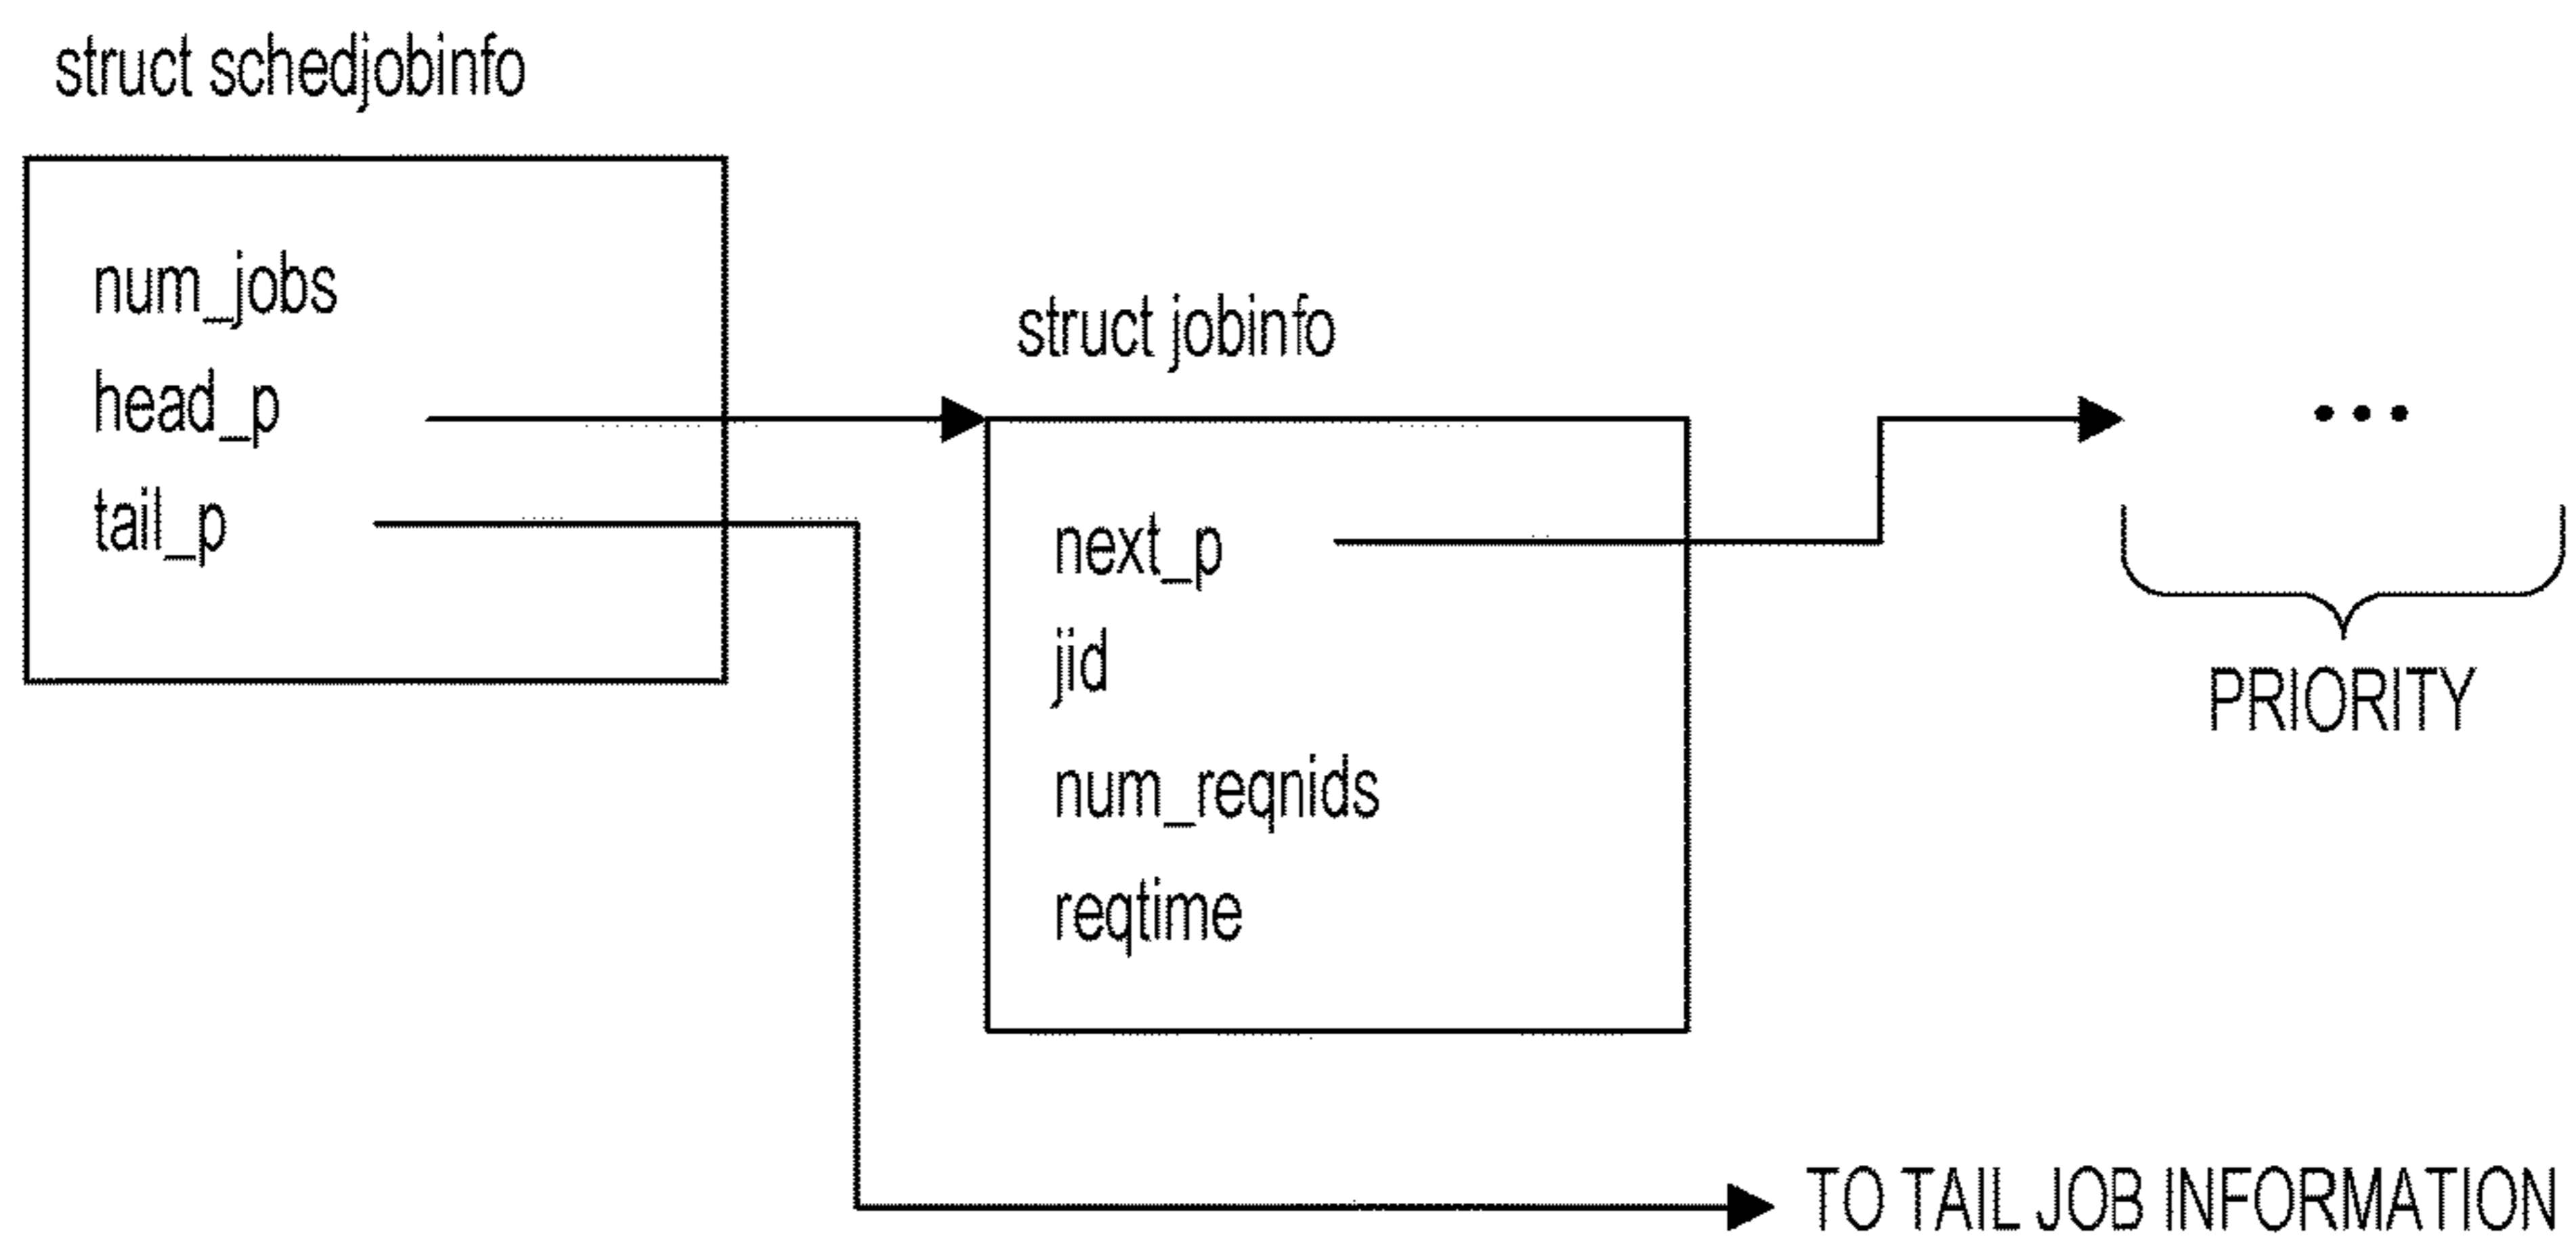 struct schedjobinfo
num_jobs
head_p
tail_p
struct jobinfo
next_p
jid
num_reqnids
reqtime
...
PRIORITY
TO TAIL JOB INFORMATION